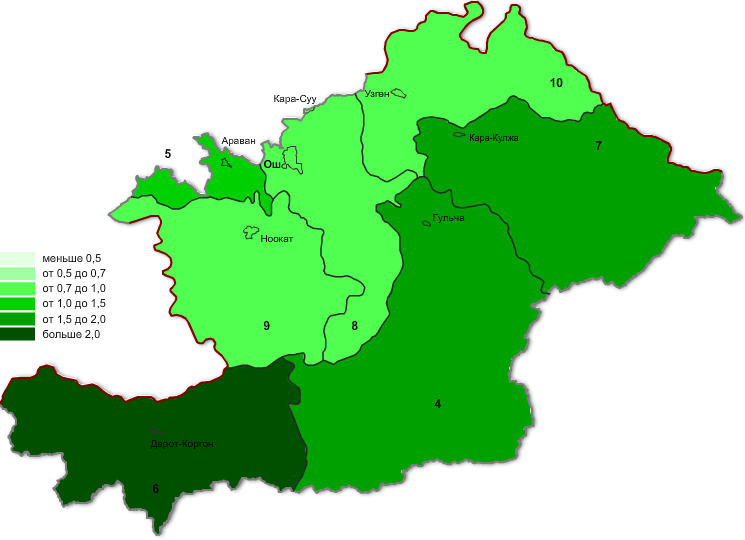 10
Узген
Кара-Суу
Кара-Кулжа
Араван
7
5
Ош
Гульча
Ноокат
меньше 0,5
от 0,5 до 0,7
от 0,7 до 1,0
от 1,0 до 1,5
от 1,5 до 2,0
больше 2,0
9
8
4
Дарот-Коргон
6